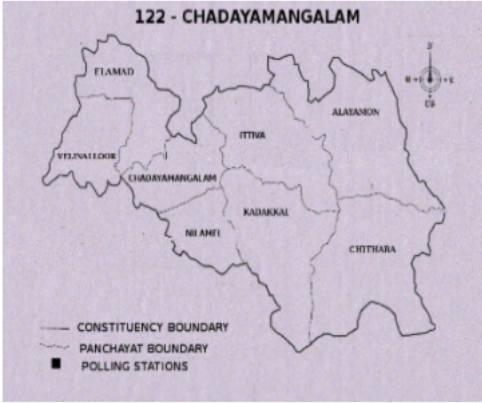 122 - CHADAYAMANGALAM
ELAMAD
ALAYAMON
ITTIVA
VELINALLOOR
CHADAYAMANGALAM
KADAKKAL
NILAMEL
CHITHARA
CONSTITUENCY BOUNDARY
PANCHAYAT BOUNDARY
POLLING STATIONS